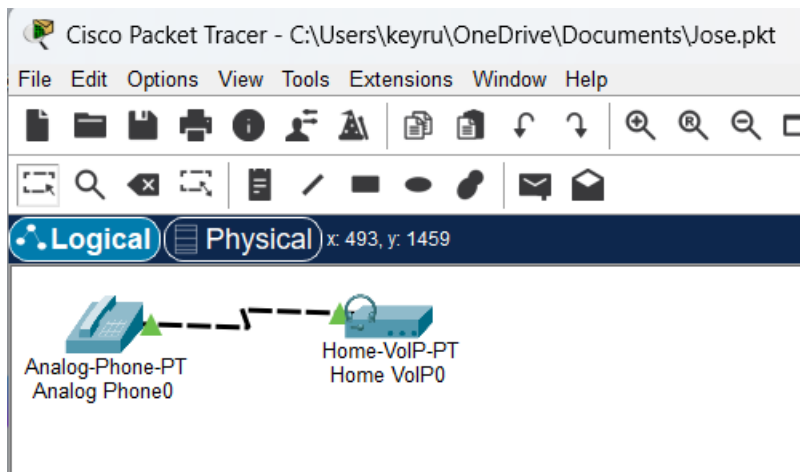 Cisco Packet Tracer - C:\Users\keyru\OneDrive\Documents\Jose.pkt
File Edit Options View Tools Extensions Window Help
Logical Physical x: 493, y: 1459
Analog-Phone-PT
Analog Phone0
Home-VoIP-PT
Home VoIP0